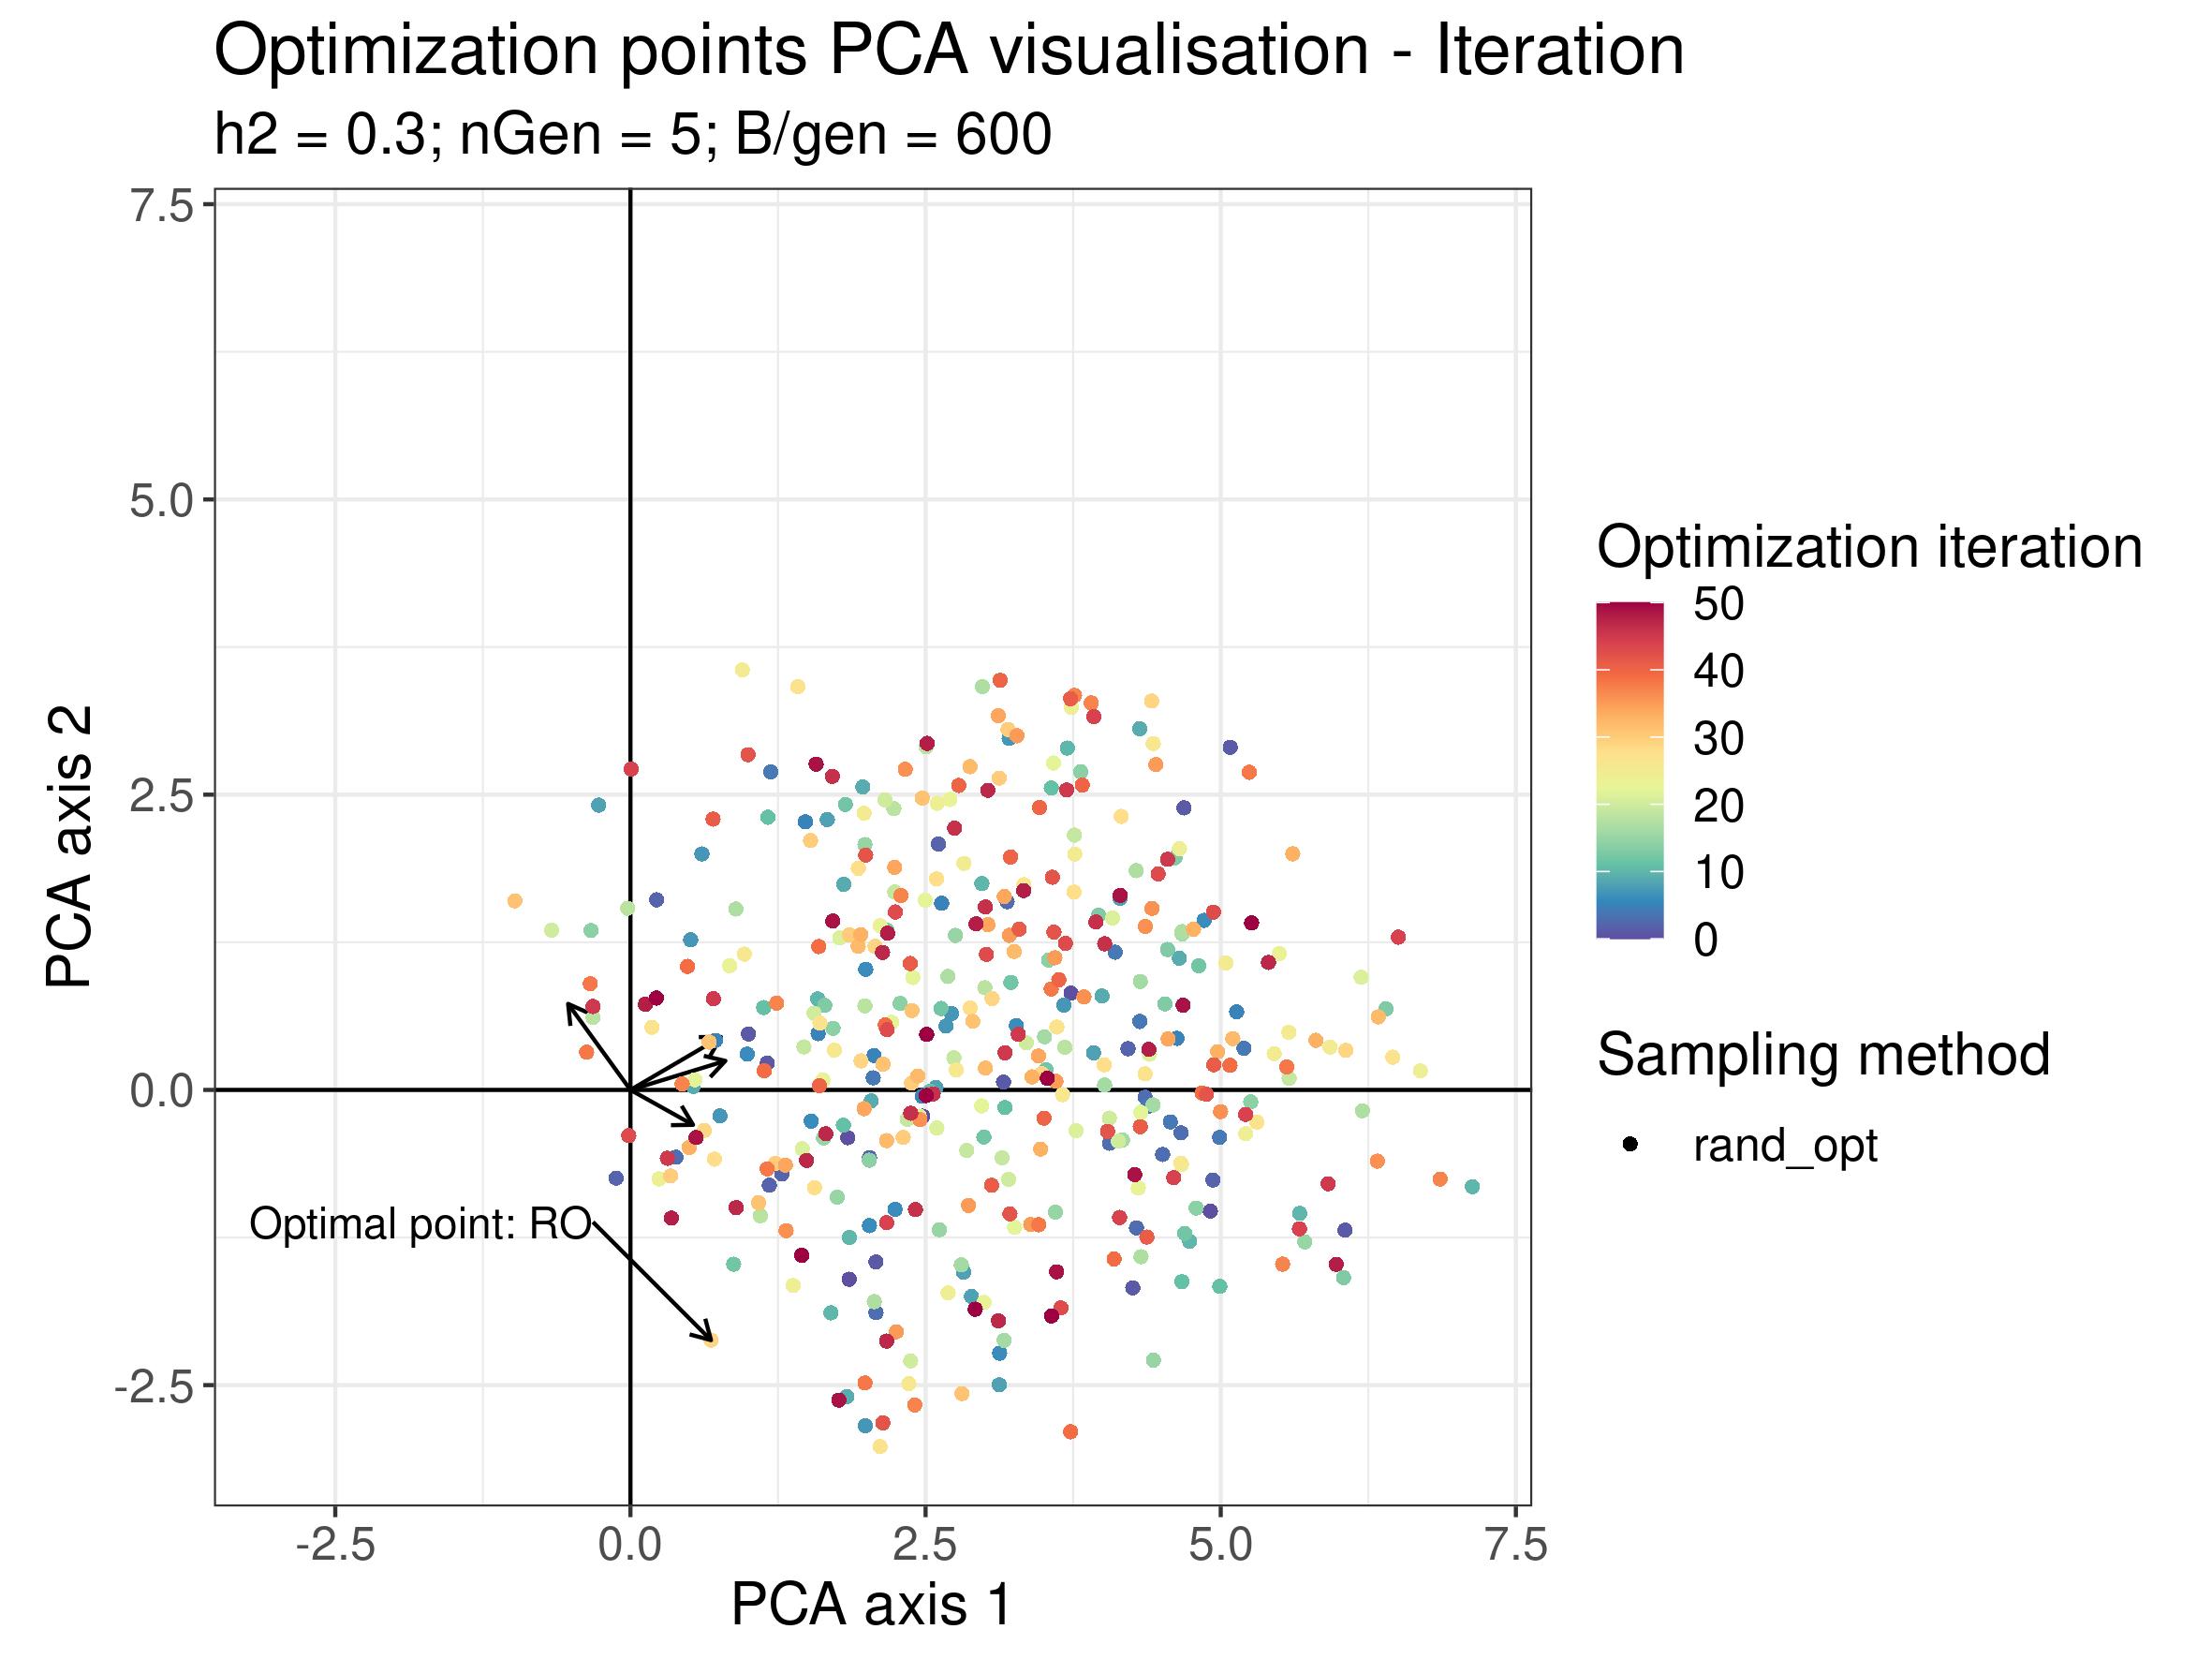 Optimization points PCA visualisation - Iteration
h2 = 0.3; nGen = 5; B/gen = 600
7.5
5.0
2.5
0.0
-2.5
PCA axis 2
Optimal point: RO
-2.5
0.0
2.5
5.0
7.5
PCA axis 1
Optimization iteration
50
40
30
20
10
0
Sampling method
rand_opt